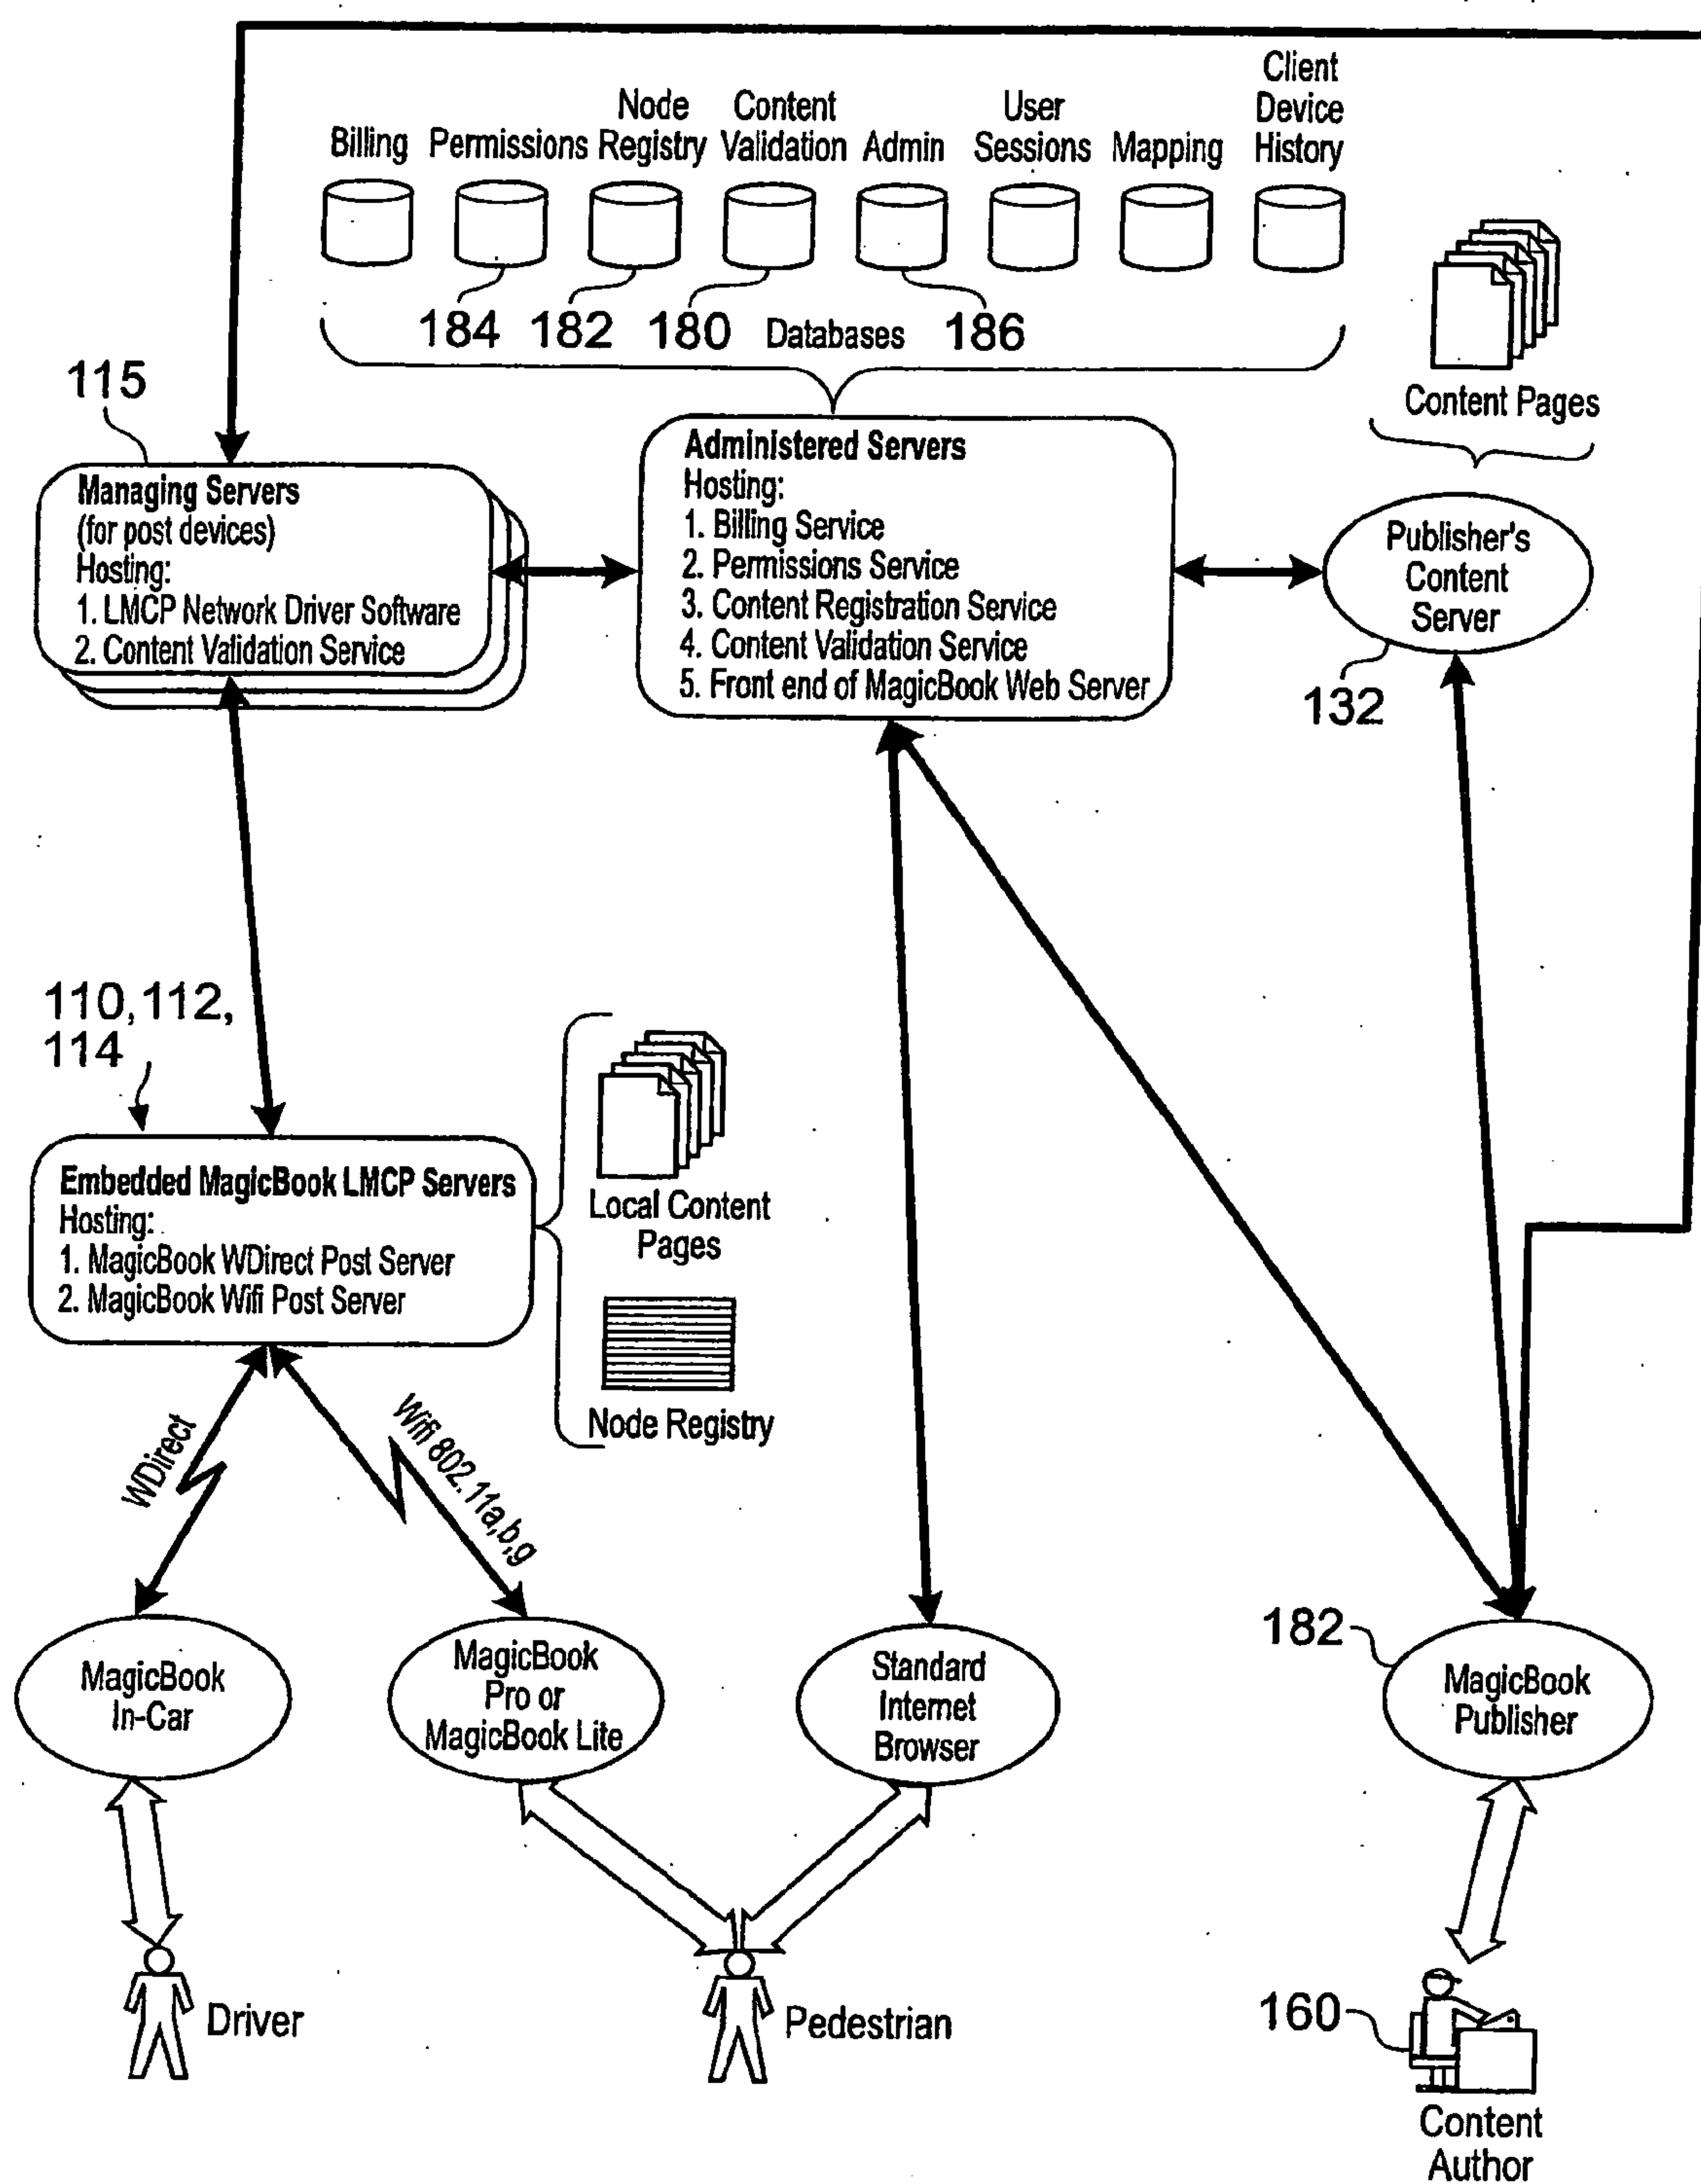 Billing
Permissions
Node
Registry
Content
Validation
Admin
User
Sessions
Mapping
Client
Device
History
184
182
180
Databases
186
Content Pages
115
Managing Servers
(for post devices)
Hosting:
1. LMCP Network Driver Software
2. Content Validation Service
Administered Servers
Hosting:
1. Billing Service
2. Permissions Service
3. Content Registration Service
4. Content Validation Service
5. Front end of MagicBook Web Server
Publisher's
Content
Server
132
110, 112,
114
Embedded MagicBook LMCP Servers
Hosting:
1. MagicBook WDirect Post Server
2. MagicBook Wifi Post Server
Local Content
Pages
Node Registry
WDirect
Wifi 802.11a,b,g
MagicBook
In-Car
MagicBook
Pro or
MagicBook Lite
Standard
Internet
Browser
182
MagicBook
Publisher
Driver
Pedestrian
160
Content
Author